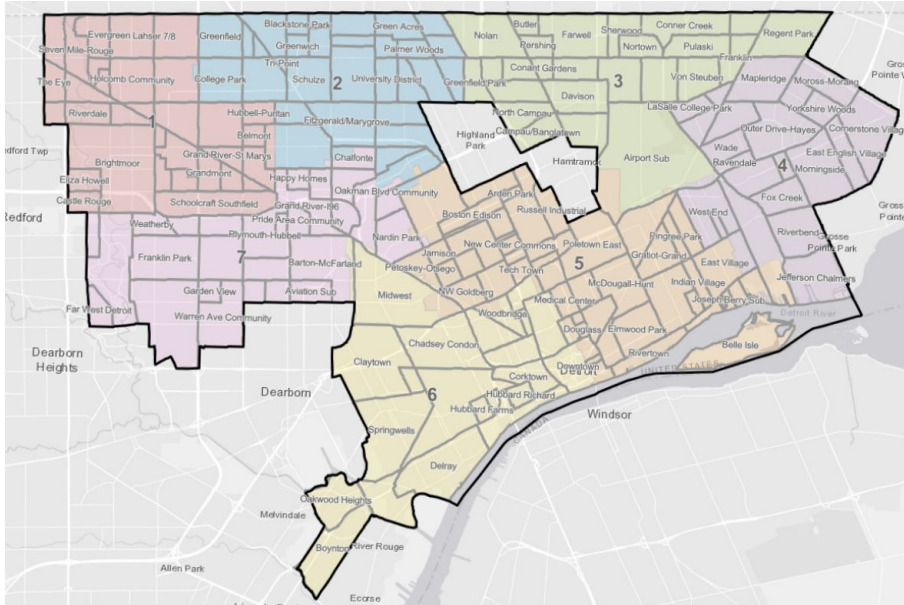 Blackstone Park
Green Acres
Butler
Conner Creek
Evergreen Lahser 7/8
Greenfield
Nolan
Farwell
Sherwood
Regent Park
Greenwich
Palmer Woods
Pershing
Nortown
Pulaski
Seven Mile-Rouge
Tri-Point
Franklin
Grosse
Pointe W
Conant Gardens
The Eye
Holcomb Community
College Park
Schulze
2
University District
Greenfield Park
3
Von Steuben
Mapleridge
Moross-Morang
Davison
Riverdale
Hubbell-Puritan
North Campau
LaSalle College Park
Yorkshire Woods
1
Fitzgerald/Marygrove
Highland
Park
Campau/Banglatown
Outer Drive-Hayes
Cornerstone Village
Belmont
edford Twp
Grand River-St Marys
Chalfonte
Hamtramck
Airport Sub
Wade
East English Village
Brightmoor
Ravendale
4
Grandmont
Morningside
Eliza Howell
Happy Homes
Oakman Blvd Community
Castle Rouge
Arden Park
Fox Creek
Schoolcraft Southfield
Grand River-I96
Redford
Boston Edison
Russell Industrial
West End
Grosse
Pointe
Pride Area Community
Weatherby
Plymouth-Hubbell
Nardin Park
Pingree Park
Riverbend
Grosse
Pointe Park
New Center Commons
Poletown East
Jamison
Gratiot-Grand
Franklin Park
7
Barton-McFarland
Petoskey-Otsego
Tech Town
5
East Village
Jefferson Chalmers
McDougall-Hunt
Indian Village
Garden View
Aviation Sub
Midwest
NW Goldberg
Medical Center
Joseph Berry Sub
Far West Detroit
Warren Ave Community
Woodbridge
Detroit River
Douglass
Elmwood Park
Chadsey Condon
Belle Isle
Dearborn
Heights
Claytown
Rivertown
Downtown
Detroit
UNITED STATES
Corktown
Dearborn
6
Hubbard Richard
Hubbard Farms
Windsor
Springwells
CANADA
Delray
Oakwood Heights
Melvindale
Boynton
River Rouge
Allen Park
Ecorse